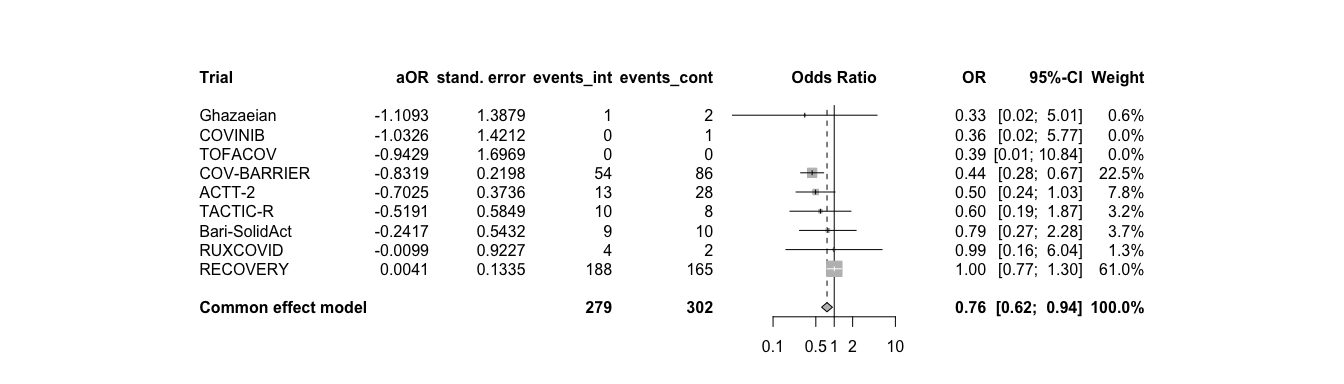 Trial aOR stand. error events_int events_cont Odds Ratio OR 95%-CI Weight
Ghazaeian -1.1093 1.3879 1 2 0.33 [0.02; 5.01] 0.6%
COVINIB -1.0326 1.4212 0 1 0.36 [0.02; 5.77] 0.0%
TOFACOV -0.9429 1.6969 0 0 0.39 [0.01; 10.84] 0.0%
COV-BARRIER -0.8319 0.2198 54 86 0.44 [0.28; 0.67] 22.5%
ACTT-2 -0.7025 0.3736 13 28 0.50 [0.24; 1.03] 7.8%
TACTIC-R -0.5191 0.5849 10 8 0.60 [0.19; 1.87] 3.2%
Bari-SolidAct -0.2417 0.5432 9 10 0.79 [0.27; 2.28] 3.7%
RUXCOVID -0.0099 0.9227 4 2 0.99 [0.16; 6.04] 1.3%
RECOVERY 0.0041 0.1335 188 165 1.00 [0.77; 1.30] 61.0%
Common effect model 279 302 0.76 [0.62; 0.94] 100.0%
0.1 0.5 1 2 10